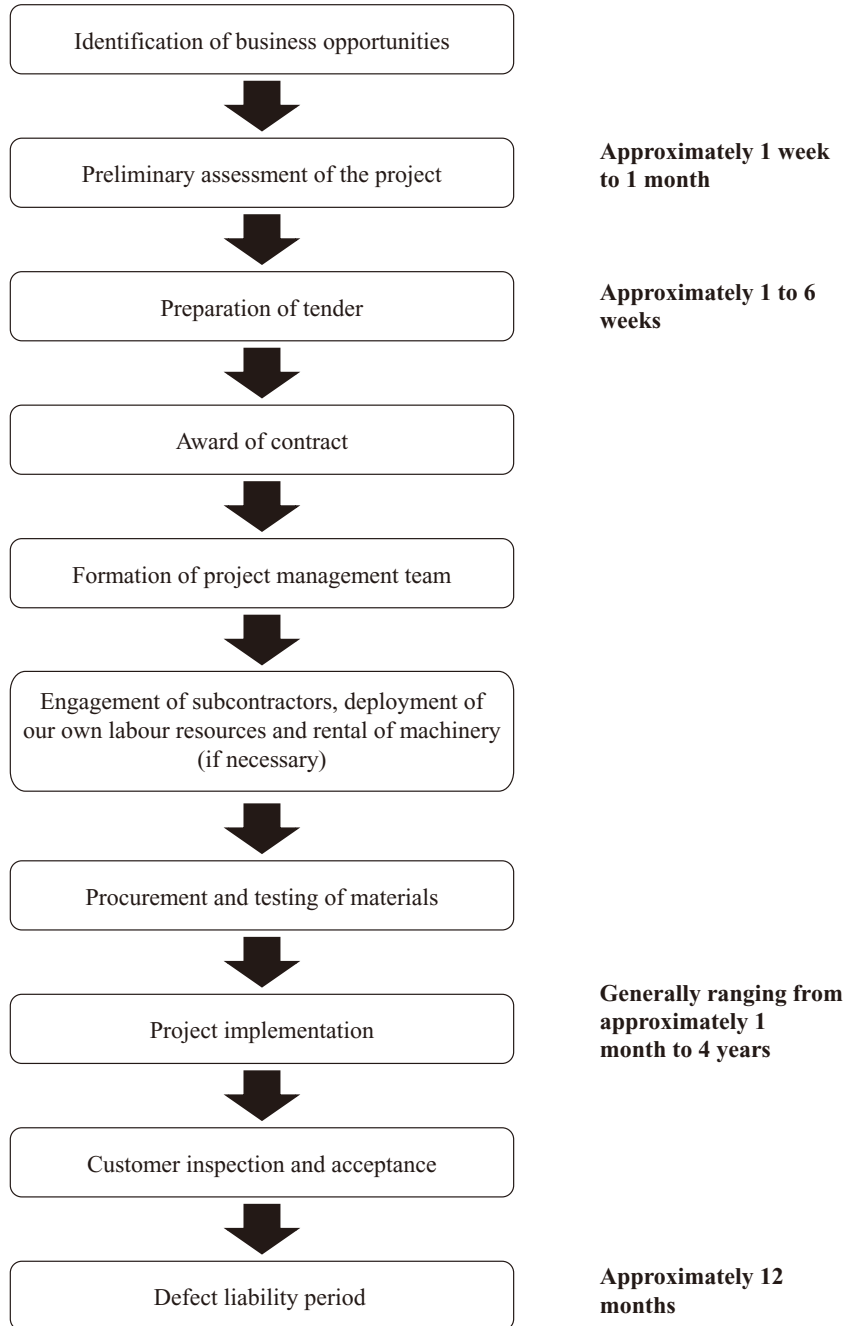 Identification of business opportunities
Preliminary assessment of the project
Approximately 1 week
to 1 month
Preparation of tender
Approximately 1 to 6
weeks
Award of contract
Formation of project management team
Engagement of subcontractors, deployment of
our own labour resources and rental of machinery
(if necessary)
Procurement and testing of materials
Project implementation
Generally ranging from
approximately 1
month to 4 years
Customer inspection and acceptance
Defect liability period
Approximately 12
months